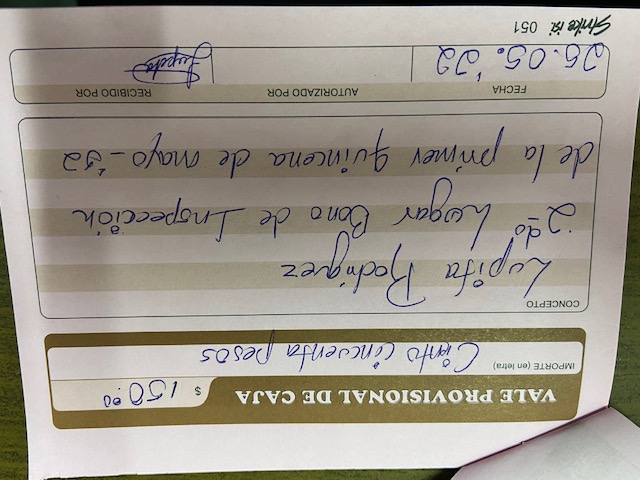 VALE PROVISIONAL DE CAJA
$ 150.00
IMPORTE (en letra)
Ciento cincuenta pesos
CONCEPTO
Lupita Rodríguez
2do lugar Bono de Inspección
de la primer quincena de mayo-'22
FECHA
AUTORIZADO POR
RECIBIDO POR
25.05.'22
Lupita
Strike
051